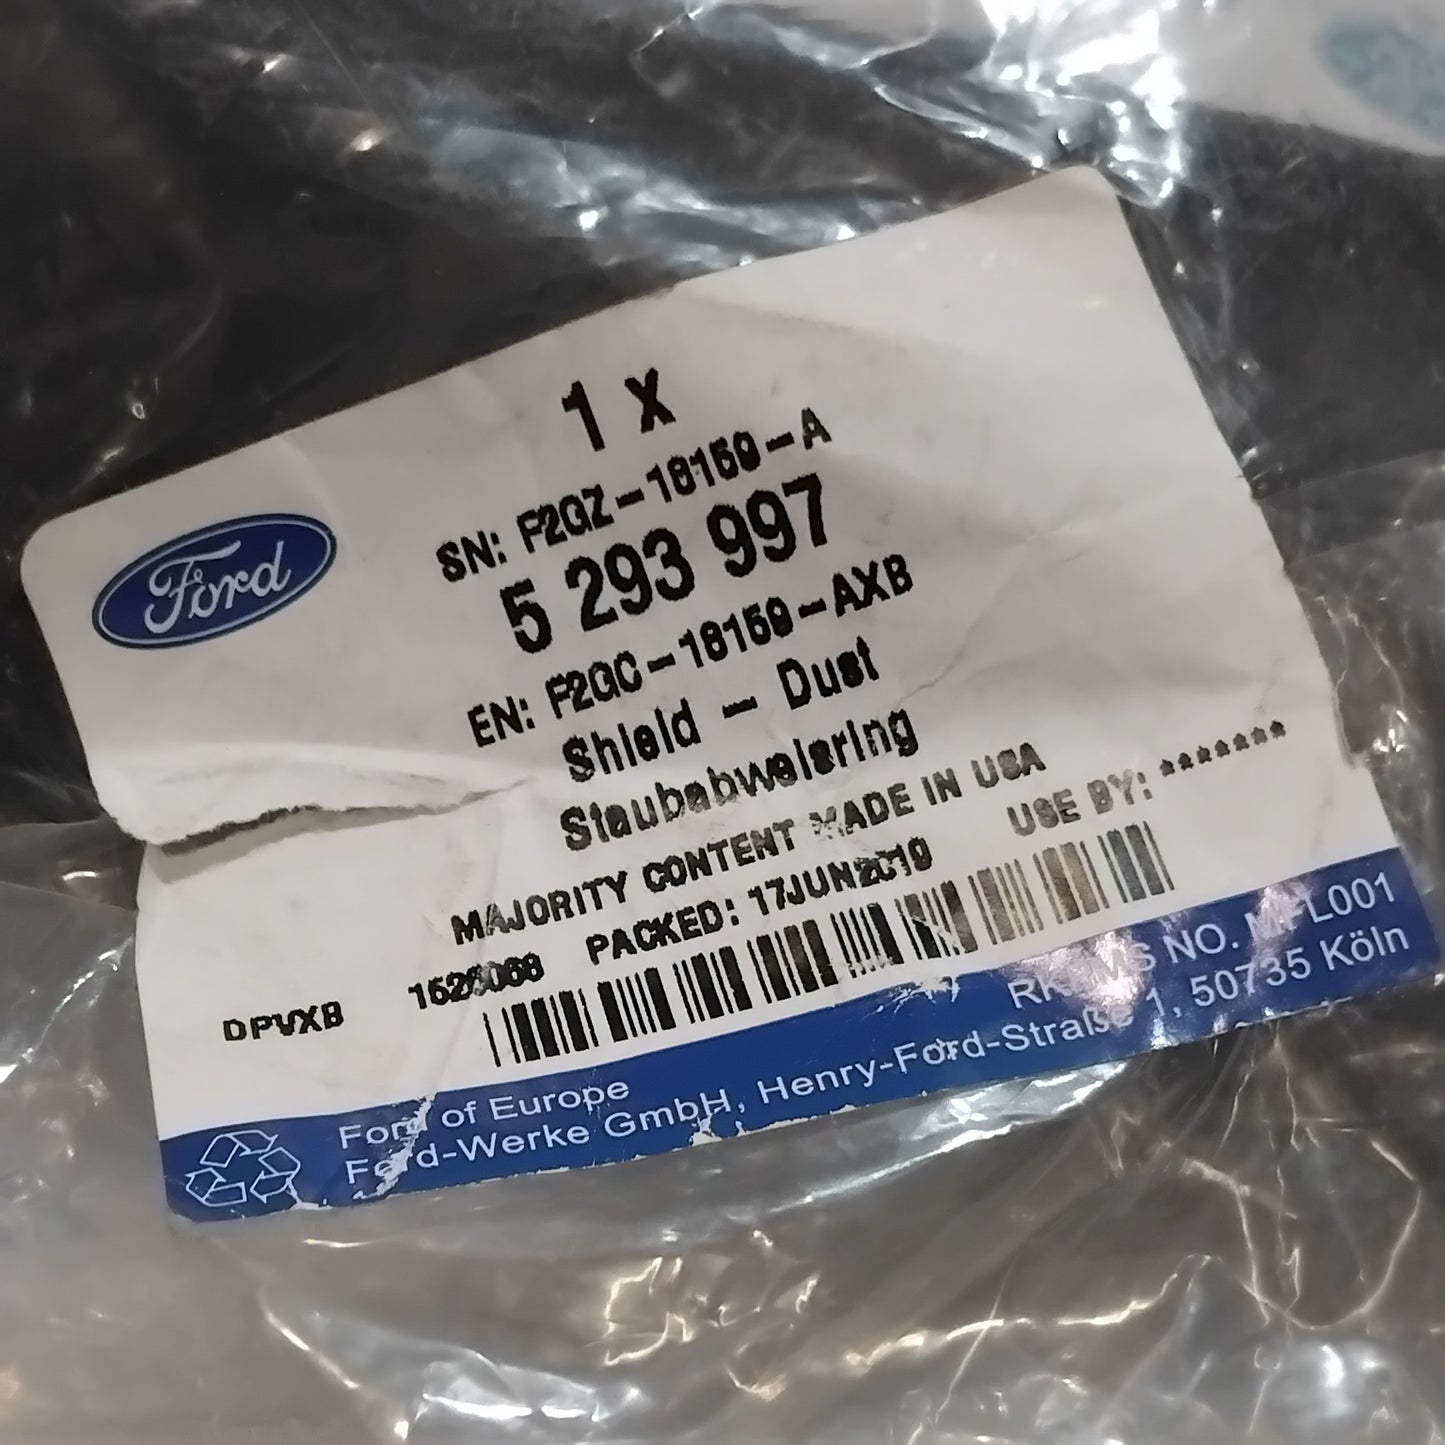 Ford
1 x
SN: F2GZ-18159-A
5 293 997
EN: F2GC-18159-AXB
Shield - Dust
Staubabweisring
MAJORITY CONTENT MADE IN USA
PACKED: 17JUN2019 USE BY: *******
DPVXB
NO.
Ford of Europe
Ford-Werke GmbH, Henry-Ford-Straße 1, 50735 Köln